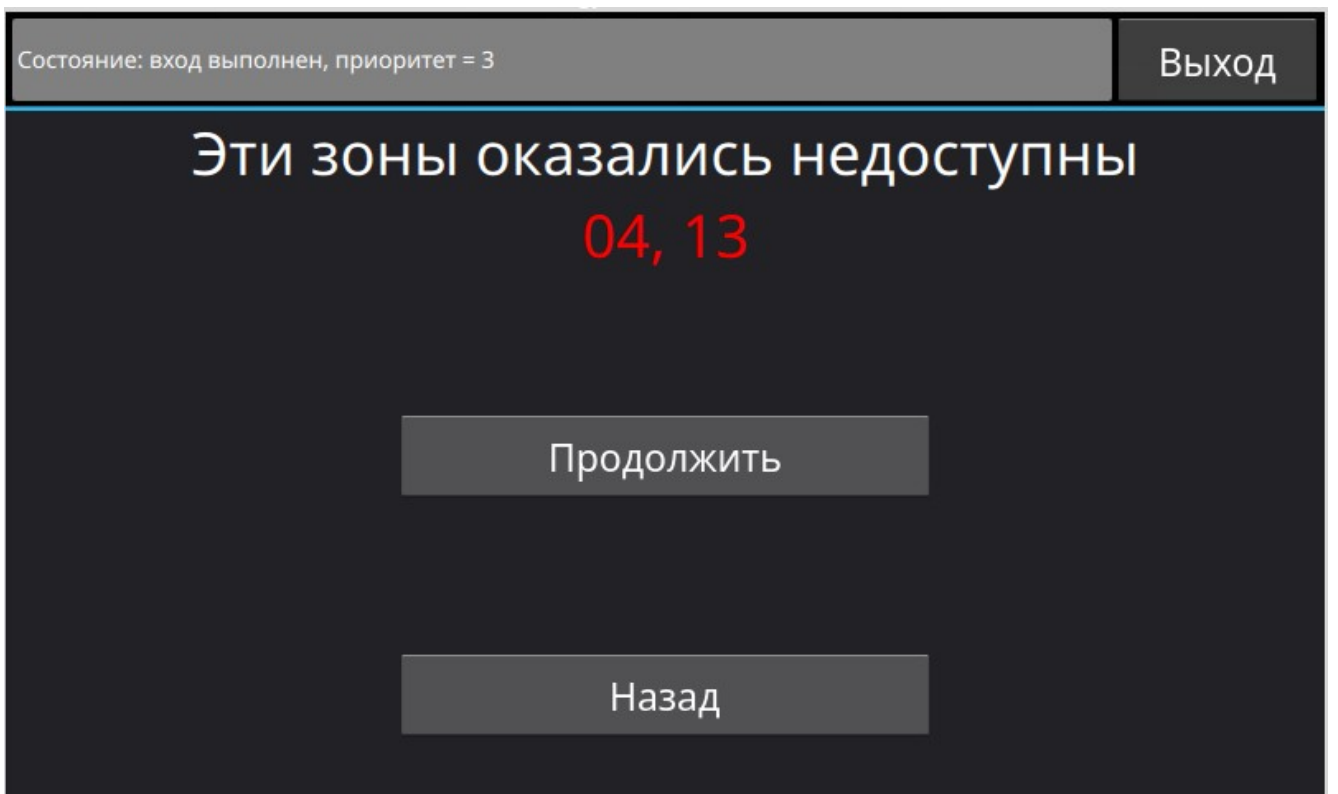 Состояние: вход выполнен, приоритет = 3
Выход
Эти зоны оказались недоступны
04, 13
Продолжить
Назад